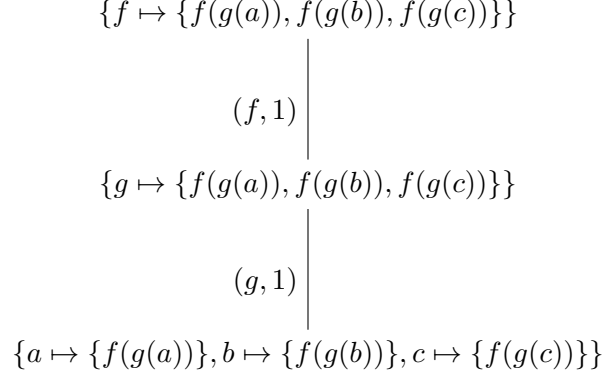 {f ↦ {f(g(a)), f(g(b)), f(g(c))}}
(f, 1)
{g ↦ {f(g(a)), f(g(b)), f(g(c))}}
(g, 1)
{a ↦ {f(g(a))}, b ↦ {f(g(b))}, c ↦ {f(g(c))}}